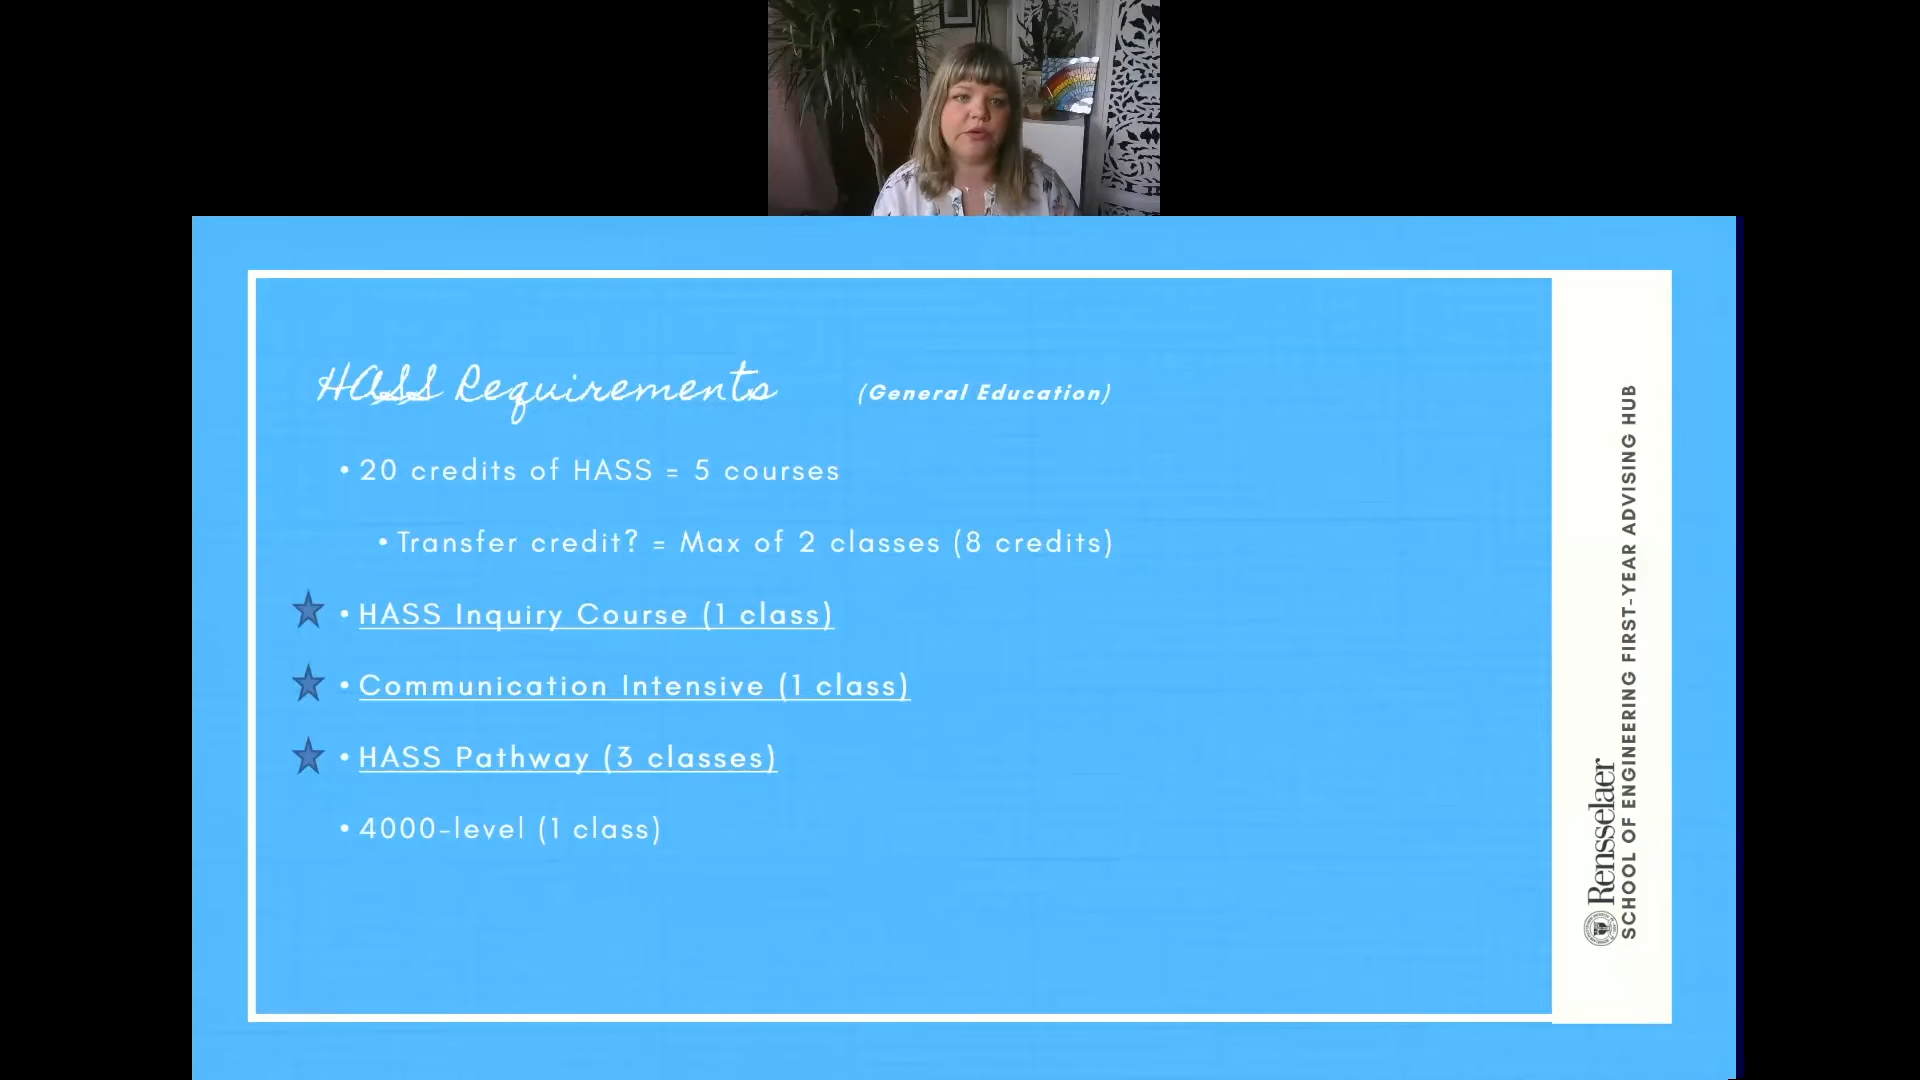 HASS Requirements (General Education)
• 20 credits of HASS = 5 courses
• Transfer credit? = Max of 2 classes (8 credits)
• HASS Inquiry Course (1 class)
• Communication Intensive (1 class)
• HASS Pathway (3 classes)
• 4000-level (1 class)
Rensselaer
SCHOOL OF ENGINEERING FIRST-YEAR ADVISING HUB